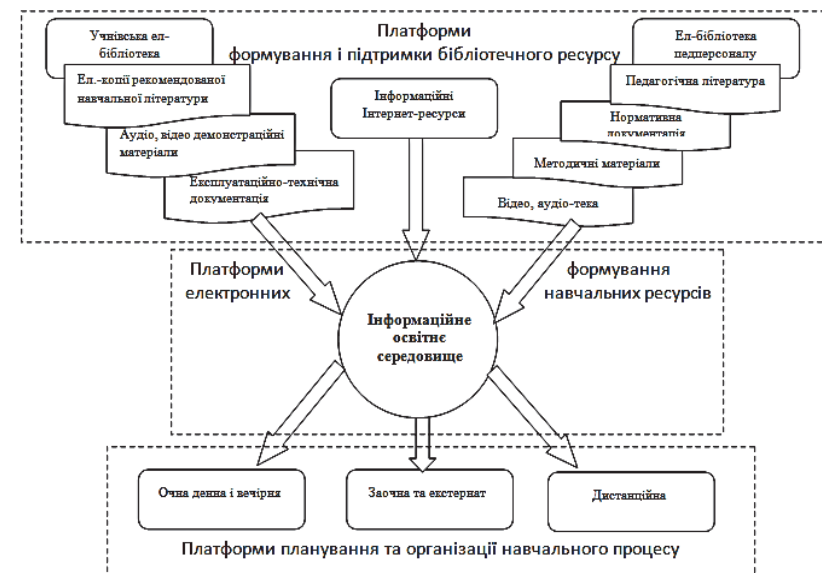 Платформи
формування і підтримки бібліотечного ресурсу
Учнівська ел-
бібліотека
Ел.-копії рекомендованої
навчальної літератури
Аудіо, відео демонстраційні
матеріали
Експлуатаційно-технічна
документація
Інформаційні
Інтернет-ресурси
Ел-бібліотека
педперсоналу
Педагогічна література
Нормативна
документація
Методичні матеріали
Відео, аудіо-тека
Платформи
електронних
формування
навчальних ресурсів
Інформаційне
освітнє
середовище
Очна денна і вечірня
Заочна та екстернат
Дистанційна
Платформи планування та організації навчального процесу